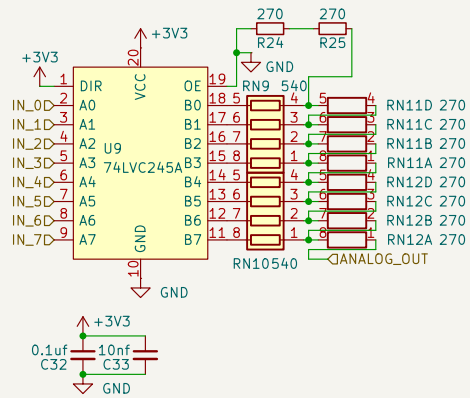 270 270
+3V3
R24 R25
+3V3
GND
20
VCC
RN9 540
1 DIR OE 19
IN_0 2 A0 B0 18 5 4 5 4 RN11D 270
IN_1 3 A1 B1 17 6 3 6 3 RN11C 270
IN_2 4 A2 B2 16 7 2 7 2 RN11B 270
U9
IN_3 5 A3 B3 15 8 1 8 1 RN11A 270
74LVC245A
IN_4 6 A4 B4 14 5 4 5 4 RN12D 270
IN_5 7 A5 B5 13 6 3 6 3 RN12C 270
IN_6 8 A6 B6 12 7 2 7 2 RN12B 270
IN_7 9 A7 B7 11 8 1 8 1 RN12A 270
GND
10
RN10 540
ANALOG_OUT
GND
+3V3
0.1uf 10nf
C32 C33
GND